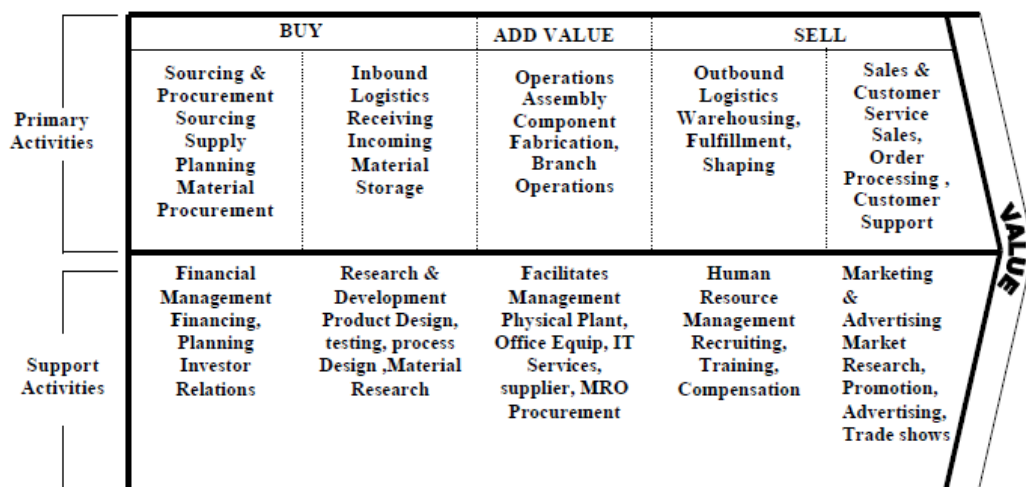 BUY
ADD VALUE
SELL
Primary
Activities
Sourcing &
Procurement
Sourcing
Supply
Planning
Material
Procurement
Inbound
Logistics
Receiving
Incoming
Material
Storage
Operations
Assembly
Component
Fabrication,
Branch
Operations
Outbound
Logistics
Warehousing,
Fulfillment,
Shaping
Sales &
Customer
Service
Sales,
Order
Processing ,
Customer
Support
VALUE
Support
Activities
Financial
Management
Financing,
Planning
Investor
Relations
Research &
Development
Product Design,
testing, process
Design ,Material
Research
Facilitates
Management
Physical Plant,
Office Equip, IT
Services,
supplier, MRO
Procurement
Human
Resource
Management
Recruiting,
Training,
Compensation
Marketing
&
Advertising
Market
Research,
Promotion,
Advertising,
Trade shows